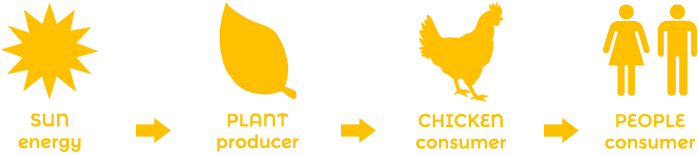 SUN
energy
PLANT
producer
CHICKEN
consumer
PEOPLE
consumer